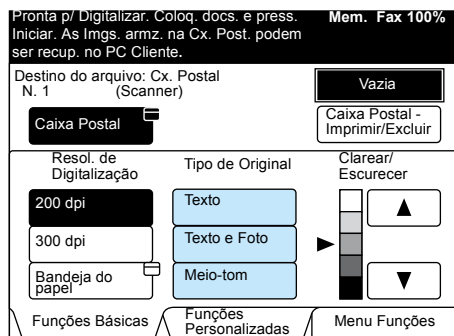 Pronta p/ Digitalizar. Coloq. docs. e press.
Mem. Fax 100%
Iniciar. As Imgs. armz. na Cx. Post. podem
ser recup. no PC Cliente.
Destino do arquivo: Cx. Postal
N. 1 (Scanner)
Vazia
Caixa Postal
Caixa Postal -
Imprimir/Excluir
Resol. de
Digitalização
Tipo de Original
Clarear/
Escurecer
200 dpi
Texto
300 dpi
Texto e Foto
Bandeja do
papel
Meio-tom
Funções Básicas
Funções
Personalizadas
Menu Funções